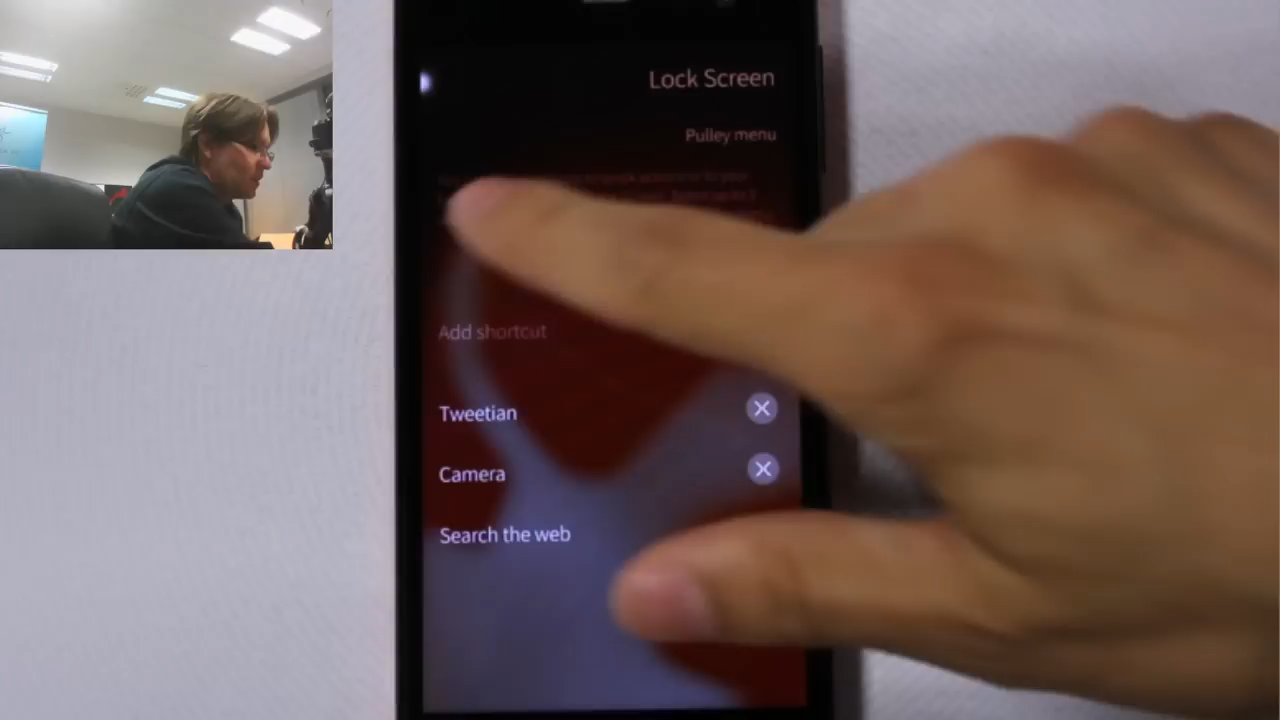 Lock Screen
Pulley menu
Add shortcut
Tweetian
Camera
Search the web